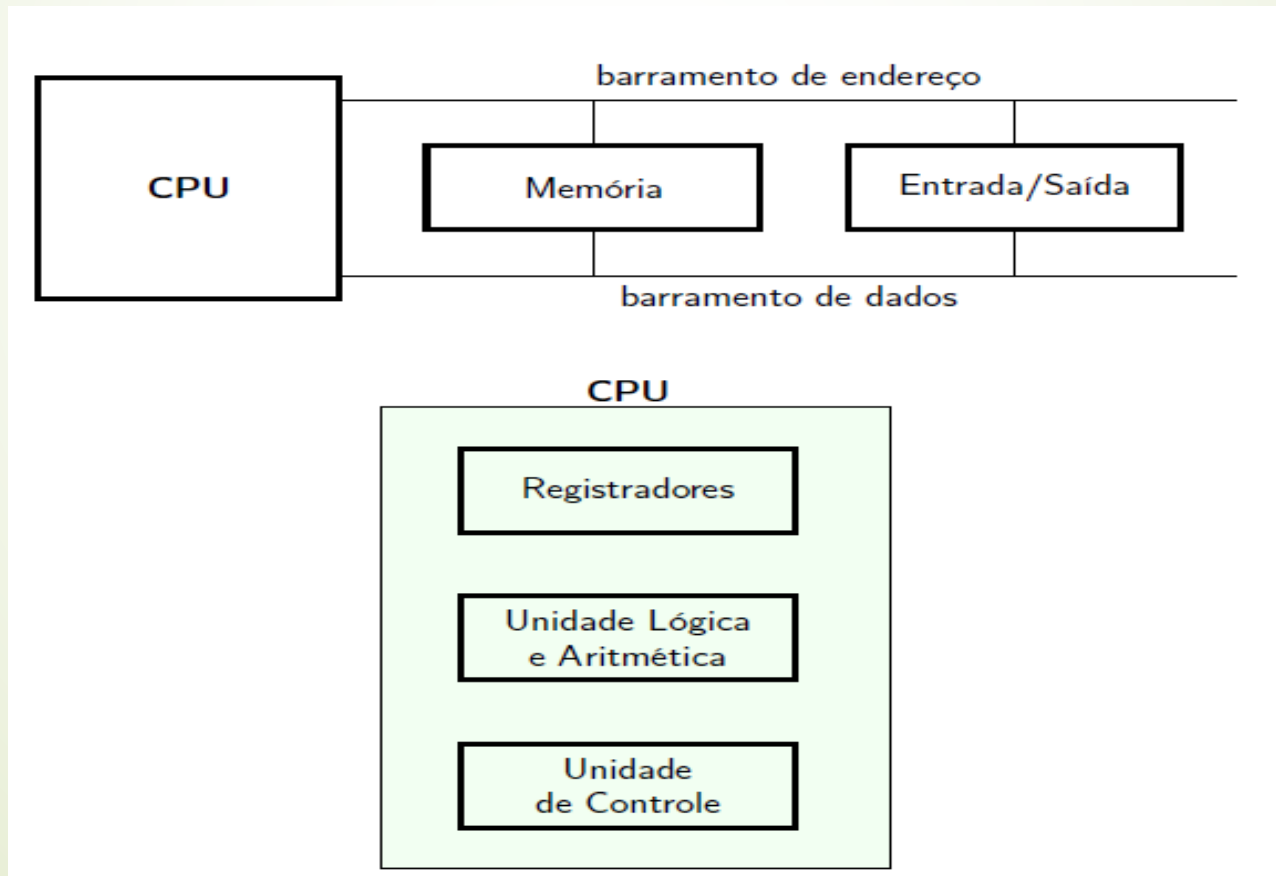 barramento de endereço
CPU
Memória
Entrada/Saída
barramento de dados
CPU
Registradores
Unidade Lógica
e Aritmética
Unidade
de Controle